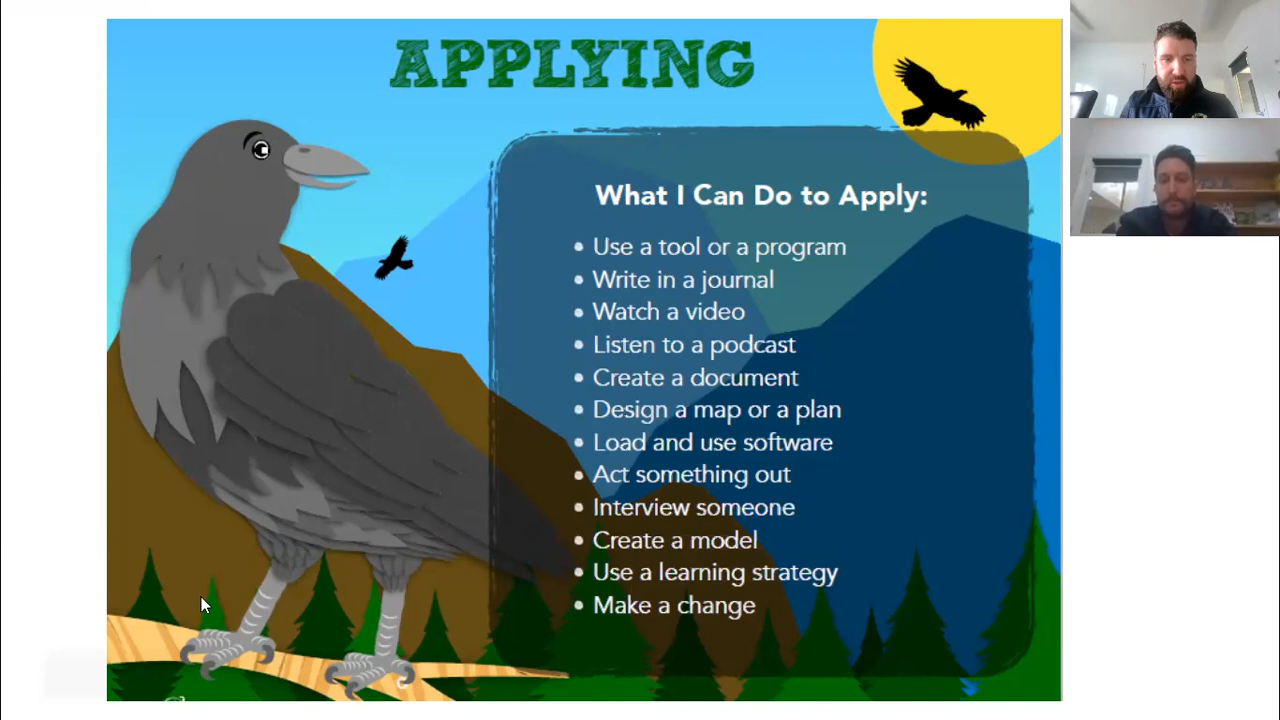 APPLYING
What I Can Do to Apply:
• Use a tool or a program
• Write in a journal
• Watch a video
• Listen to a podcast
• Create a document
• Design a map or a plan
• Load and use software
• Act something out
• Interview someone
• Create a model
• Use a learning strategy
• Make a change